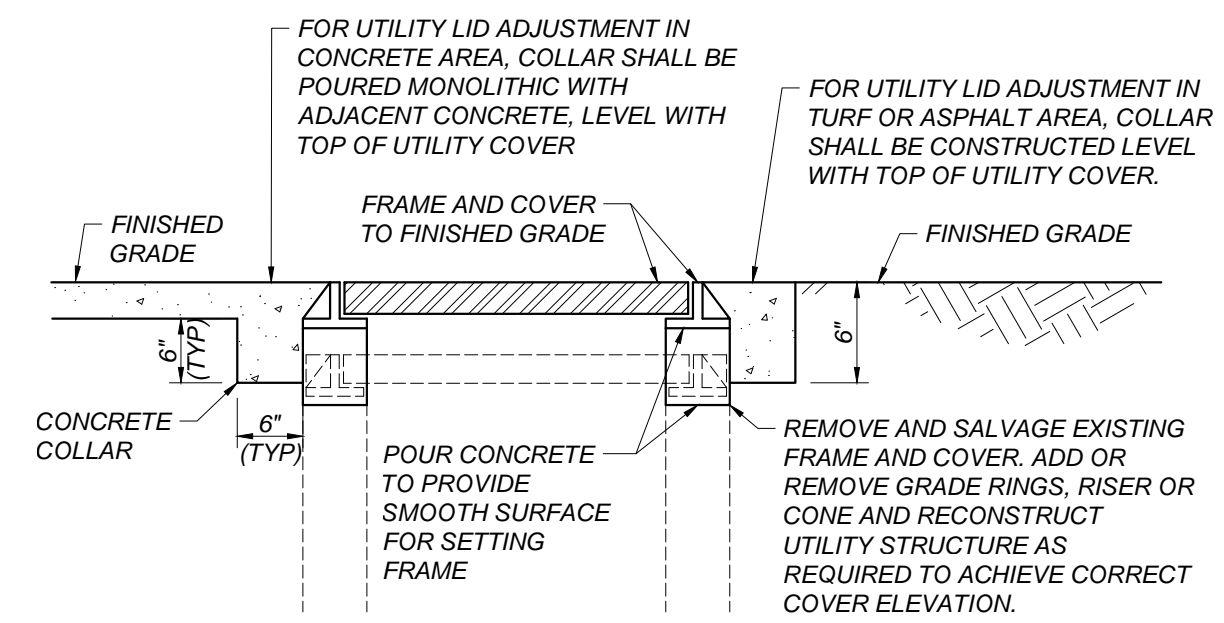 FOR UTILITY LID ADJUSTMENT IN
CONCRETE AREA, COLLAR SHALL BE
POURED MONOLITHIC WITH
ADJACENT CONCRETE, LEVEL WITH
TOP OF UTILITY COVER
FOR UTILITY LID ADJUSTMENT IN
TURF OR ASPHALT AREA, COLLAR
SHALL BE CONSTRUCTED LEVEL
WITH TOP OF UTILITY COVER.
FINISHED
GRADE
FRAME AND COVER
TO FINISHED GRADE
FINISHED GRADE
6"
(TYP)
6"
CONCRETE
COLLAR
6"
(TYP)
POUR CONCRETE
TO PROVIDE
SMOOTH SURFACE
FOR SETTING
FRAME
REMOVE AND SALVAGE EXISTING
FRAME AND COVER. ADD OR
REMOVE GRADE RINGS, RISER OR
CONE AND RECONSTRUCT
UTILITY STRUCTURE AS
REQUIRED TO ACHIEVE CORRECT
COVER ELEVATION.